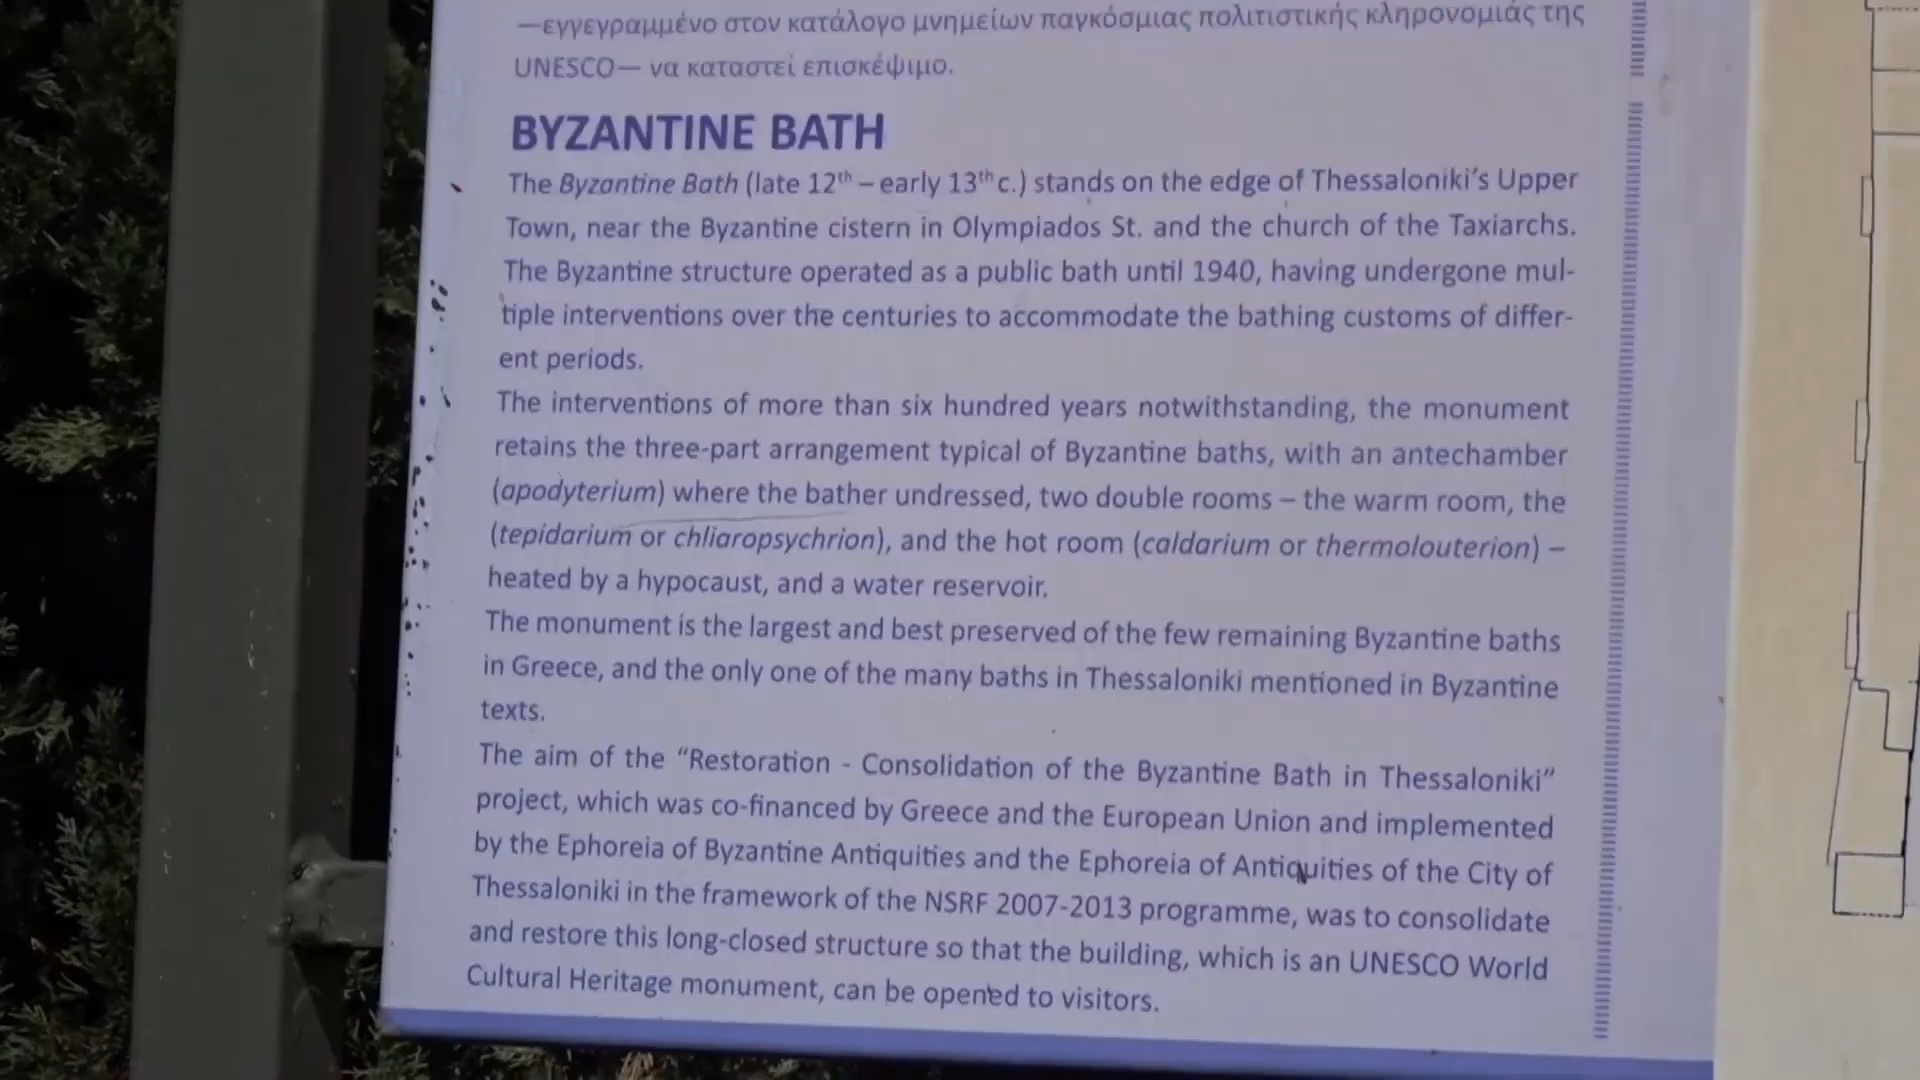 —εγγεγραμμένο στον κατάλογο μνημείων παγκόσμιας πολιτιστικής κληρονομιάς της
UNESCO— να καταστεί επισκέψιμο.
BYZANTINE BATH
The Byzantine Bath (late 12th – early 13th c.) stands on the edge of Thessaloniki's Upper
Town, near the Byzantine cistern in Olympiados St. and the church of the Taxiarchs.
The Byzantine structure operated as a public bath until 1940, having undergone mul-
tiple interventions over the centuries to accommodate the bathing customs of differ-
ent periods.
The interventions of more than six hundred years notwithstanding, the monument
retains the three-part arrangement typical of Byzantine baths, with an antechamber
(apodyterium) where the bather undressed, two double rooms – the warm room, the
(tepidarium or chliaropsychrion), and the hot room (caldarium or thermolouterion) –
heated by a hypocaust, and a water reservoir.
The monument is the largest and best preserved of the few remaining Byzantine baths
in Greece, and the only one of the many baths in Thessaloniki mentioned in Byzantine
texts.
The aim of the “Restoration - Consolidation of the Byzantine Bath in Thessaloniki”
project, which was co-financed by Greece and the European Union and implemented
by the Ephoreia of Byzantine Antiquities and the Ephoreia of Antiquities of the City of
Thessaloniki in the framework of the NSRF 2007-2013 programme, was to consolidate
and restore this long-closed structure so that the building, which is an UNESCO World
Cultural Heritage monument, can be opened to visitors.